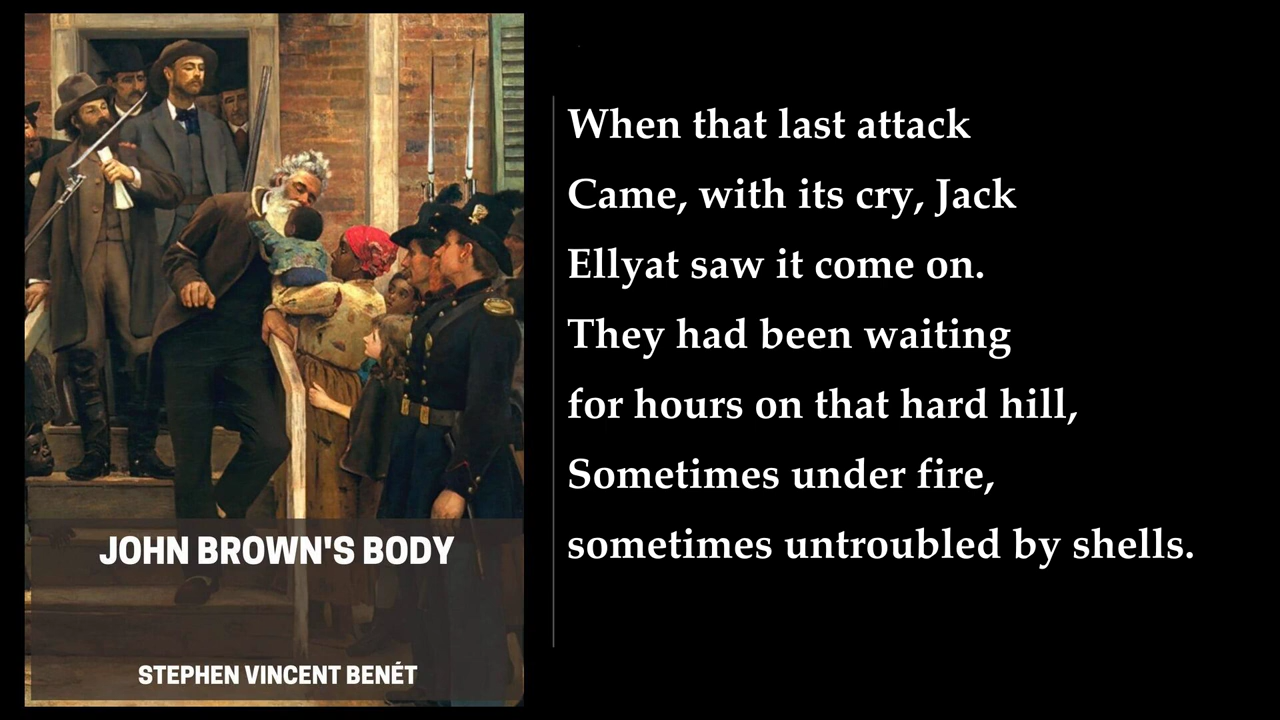 JOHN BROWN'S BODY
STEPHEN VINCENT BENÉT
When that last attack
Came, with its cry, Jack
Ellyat saw it come on.
They had been waiting
for hours on that hard hill,
Sometimes under fire,
sometimes untroubled by shells.